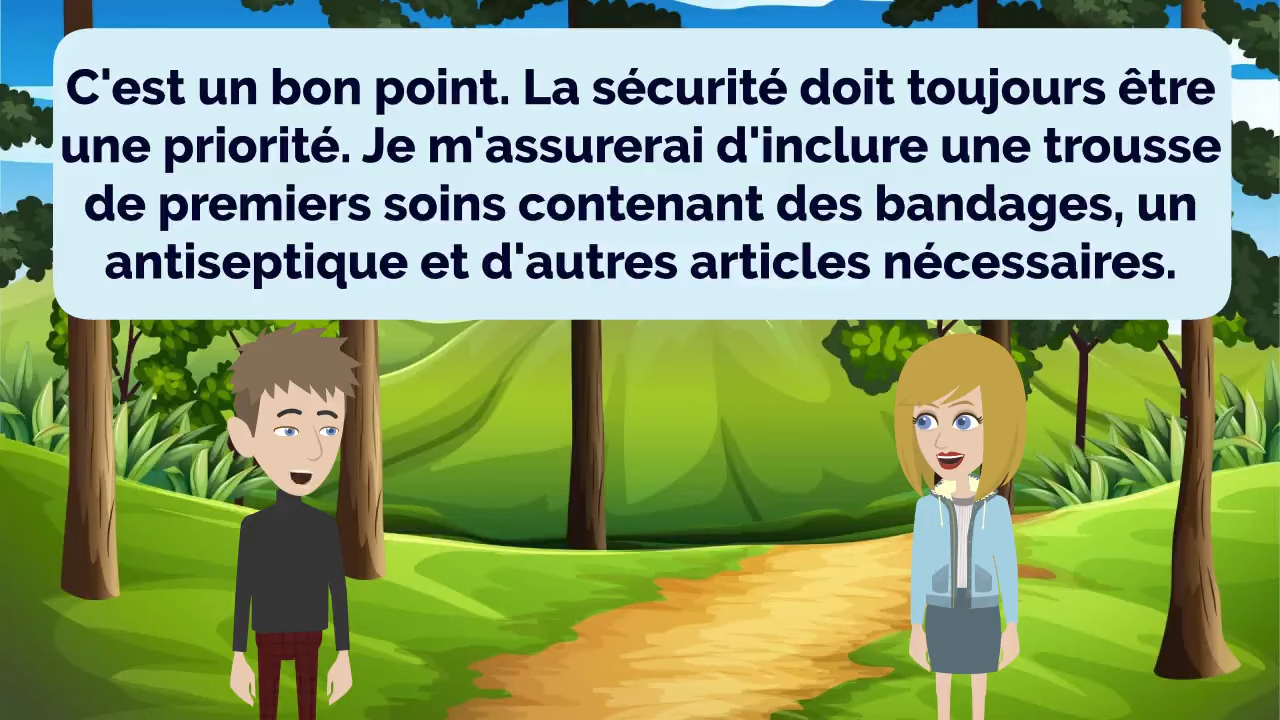 C'est un bon point. La sécurité doit toujours être
une priorité. Je m'assurerai d'inclure une trousse
de premiers soins contenant des bandages, un
antiseptique et d'autres articles nécessaires.